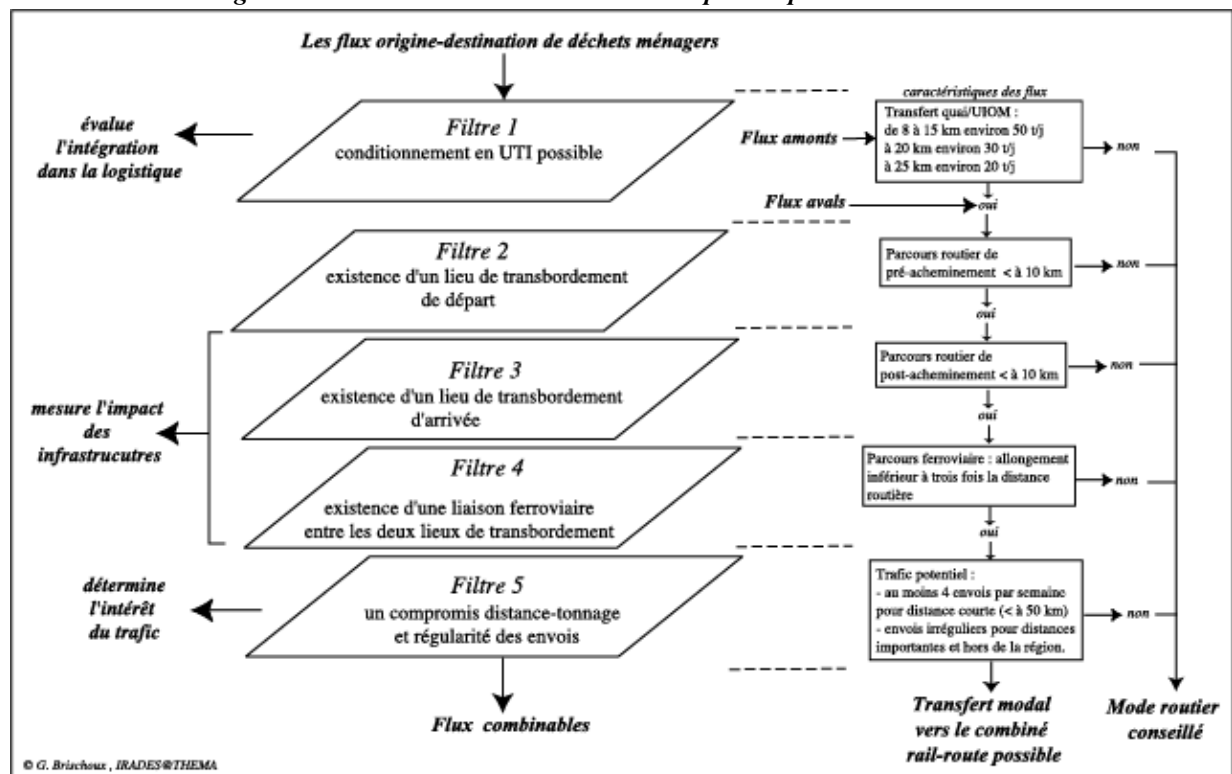 Les flux origine-destination de déchets ménagers
évalue
l'intégration
dans la logistique
Filtre 1
conditionnement en UTI possible
Flux amonts
caractéristiques des flux
Transfert quai/UIOM :
de 8 à 15 km environ 50 t/j
à 20 km environ 30 t/j
à 25 km environ 20 t/j
non
Flux avals
oui
Filtre 2
existence d'un lieu de transbordement
de départ
Parcours routier de
pré-acheminement < à 10 km
non
oui
mesure l'impact
des
infrastrucutres
Filtre 3
existence d'un lieu de transbordement
d'arrivée
Parcours routier de
post-acheminement < à 10 km
non
oui
Filtre 4
existence d'une liaison ferroviaire
entre les deux lieux de transbordement
Parcours ferroviaire : allongement
inférieur à trois fois la distance
routière
non
oui
détermine
l'intérêt
du trafic
Filtre 5
un compromis distance-tonnage
et régularité des envois
Trafic potentiel :
- au moins 4 envois par semaine
pour distance courte (< à 50 km)
- envois irréguliers pour distances
importantes et hors de la région.
non
Flux combinables
Transfert modal
vers le combiné
rail-route possible
Mode routier
conseillé
© G. Brischoux , IRADES@THEMA